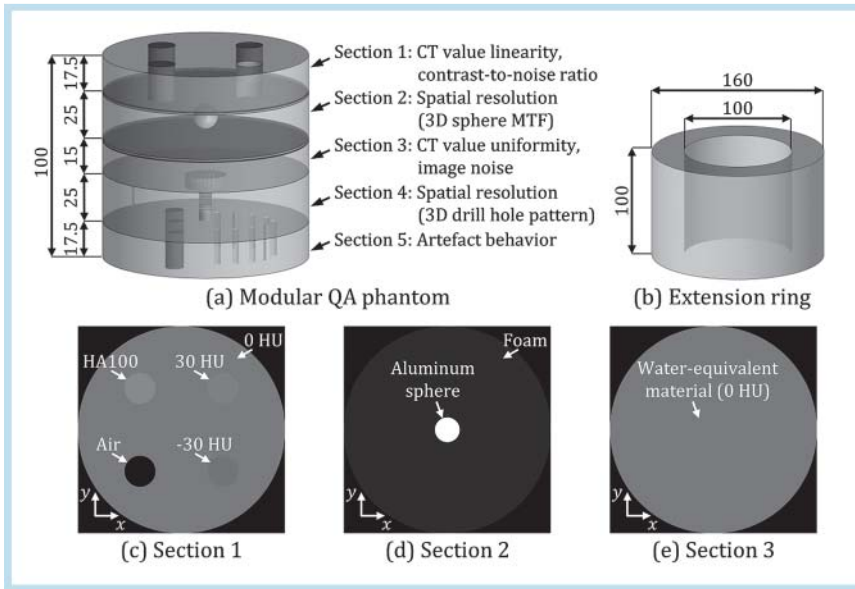 17.5
25
15
25
17.5
100
Section 1: CT value linearity,
contrast-to-noise ratio
Section 2: Spatial resolution
(3D sphere MTF)
Section 3: CT value uniformity,
image noise
Section 4: Spatial resolution
(3D drill hole pattern)
Section 5: Artefact behavior
(a) Modular QA phantom
160
100
100
(b) Extension ring
0 HU
HA100
30 HU
Air
-30 HU
y
x
(c) Section 1
Foam
Aluminum
sphere
y
x
(d) Section 2
Water-equivalent
material (0 HU)
y
x
(e) Section 3